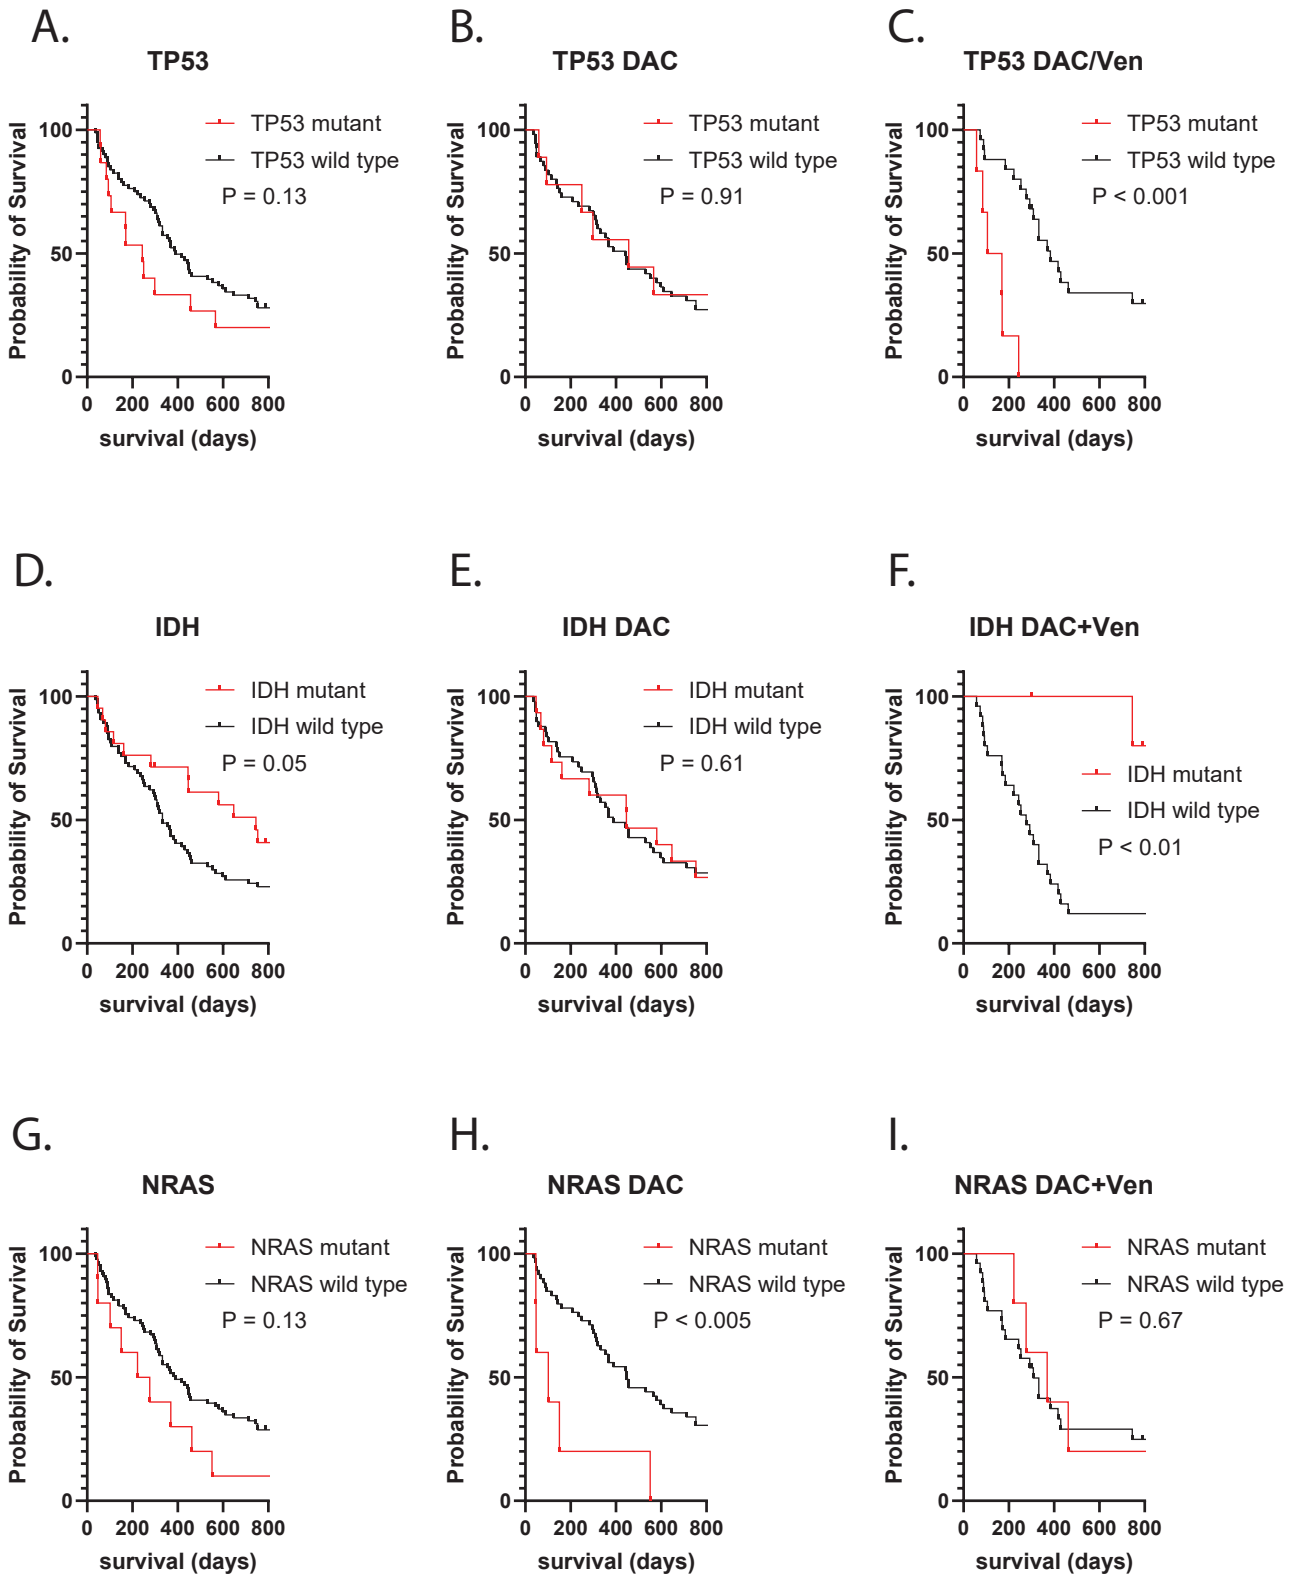 A.
TP53
Probability of Survival
100
50
0
0 200 400 600 800
survival (days)
TP53 mutant
TP53 wild type
P = 0.13
B.
TP53 DAC
Probability of Survival
100
50
0
0 200 400 600 800
survival (days)
TP53 mutant
TP53 wild type
P = 0.91
C.
TP53 DAC/Ven
Probability of Survival
100
50
0
0 200 400 600 800
survival (days)
TP53 mutant
TP53 wild type
P < 0.001
D.
IDH
Probability of Survival
100
50
0
0 200 400 600 800
survival (days)
IDH mutant
IDH wild type
P = 0.05
E.
IDH DAC
Probability of Survival
100
50
0
0 200 400 600 800
survival (days)
IDH mutant
IDH wild type
P = 0.61
F.
IDH DAC+Ven
Probability of Survival
100
50
0
0 200 400 600 800
survival (days)
IDH mutant
IDH wild type
P < 0.01
G.
NRAS
Probability of Survival
100
50
0
0 200 400 600 800
survival (days)
NRAS mutant
NRAS wild type
P = 0.13
H.
NRAS DAC
Probability of Survival
100
50
0
0 200 400 600 800
survival (days)
NRAS mutant
NRAS wild type
P < 0.005
I.
NRAS DAC+Ven
Probability of Survival
100
50
0
0 200 400 600 800
survival (days)
NRAS mutant
NRAS wild type
P = 0.67